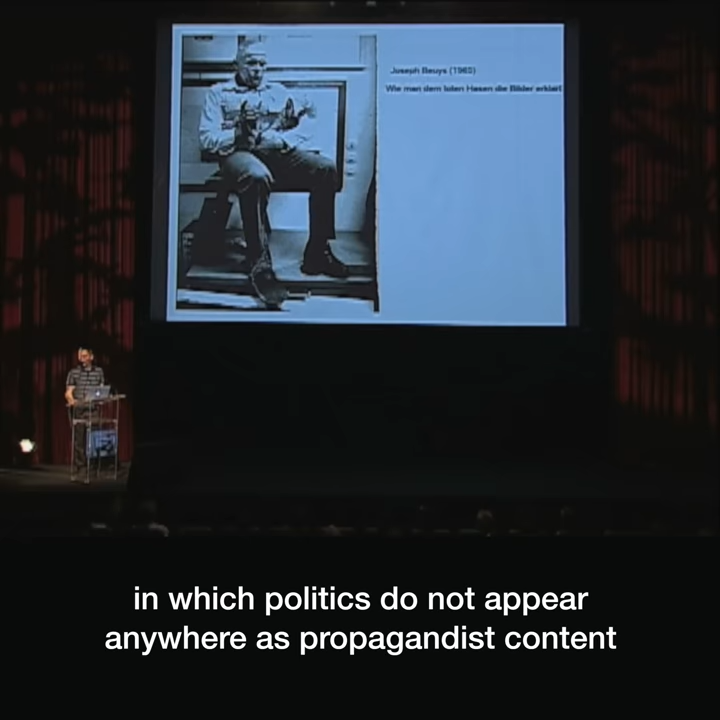 Joseph Beuys (1965)
Wie man dem toten Hasen die Bilder erklärt
in which politics do not appear
anywhere as propagandist content